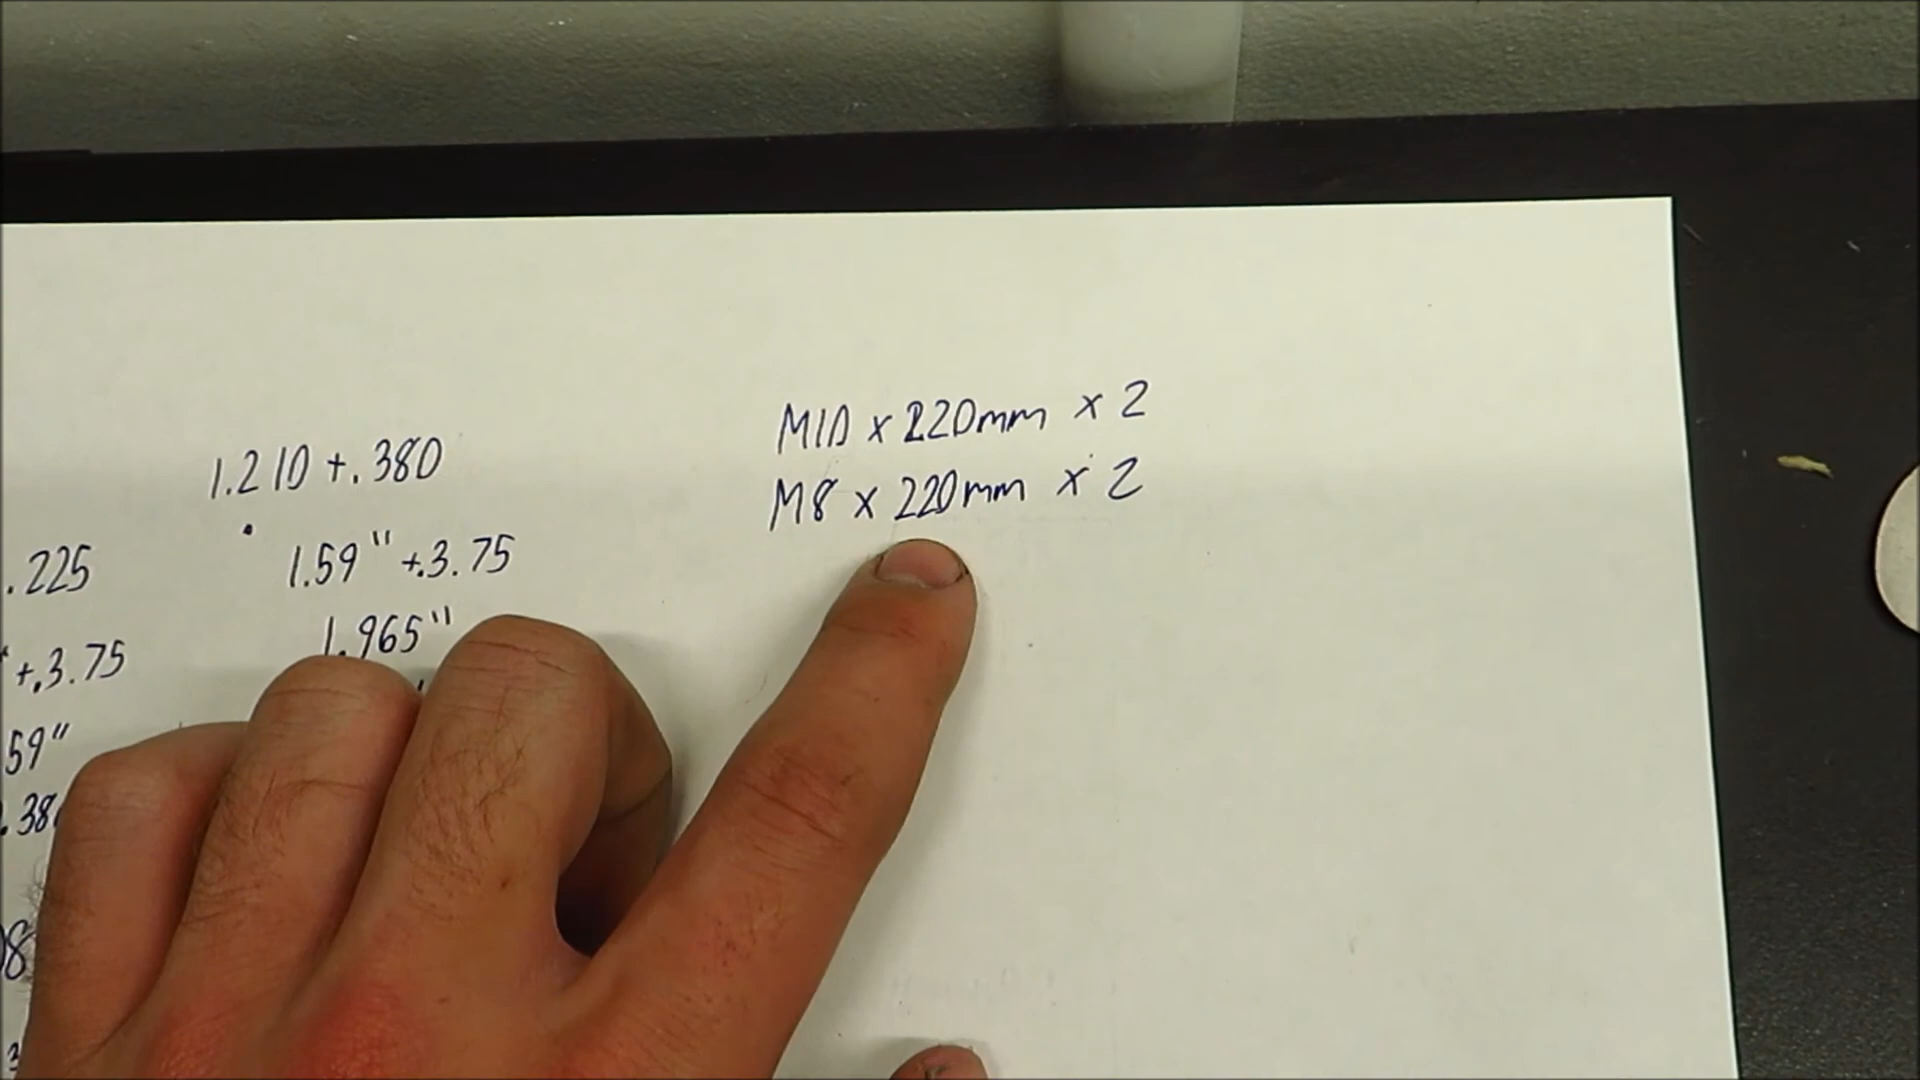 1.210 + .380
1.59" +.3.75
1.965"
.225
" +.3.75
59"
.38
M10 x 220mm x 2
M8 x 220mm x 2